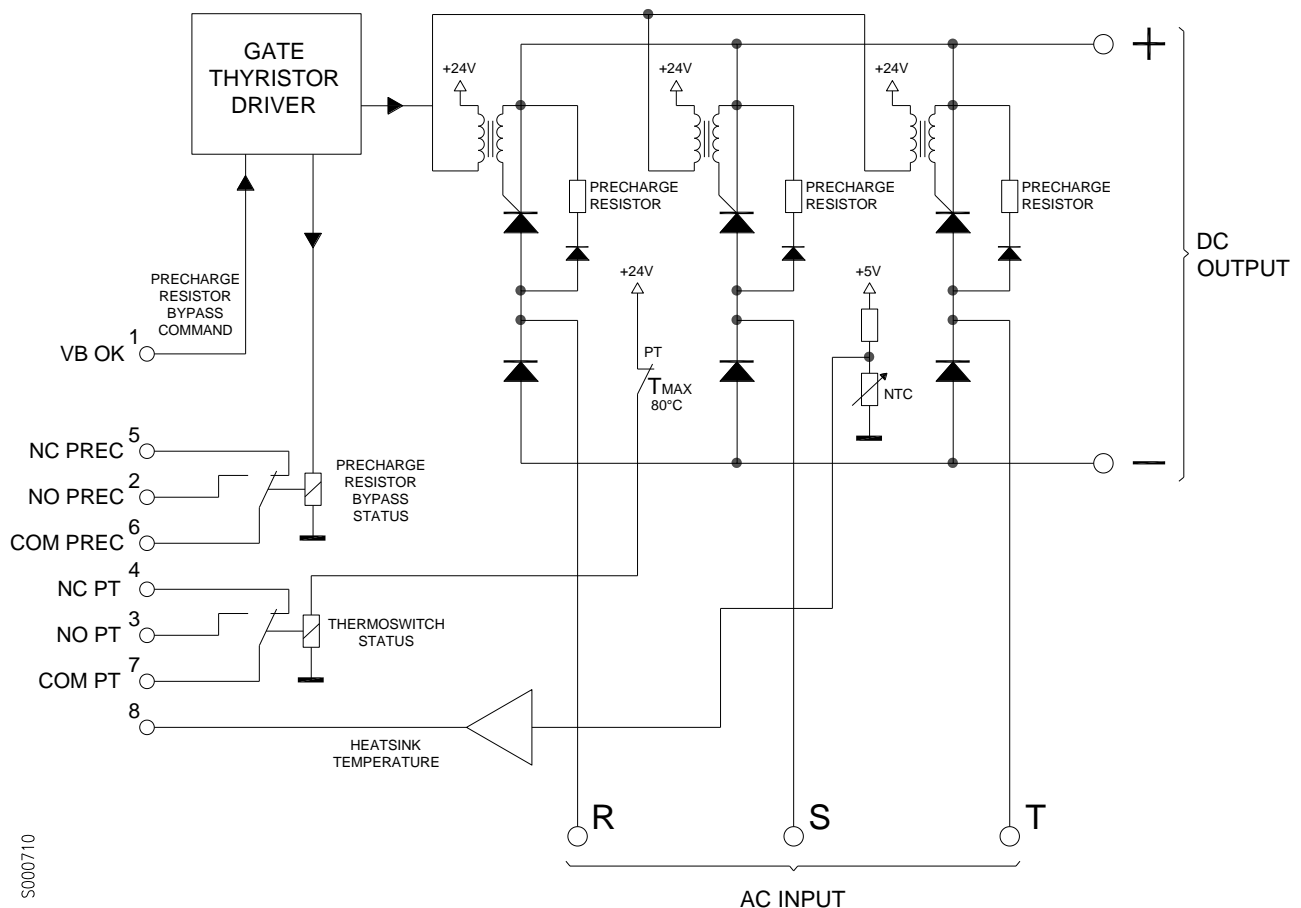 GATE
THYRISTOR
DRIVER
+24V
+24V
+24V
+
PRECHARGE
RESISTOR
PRECHARGE
RESISTOR
PRECHARGE
RESISTOR
DC
OUTPUT
PRECHARGE
RESISTOR
BYPASS
COMMAND
+24V
+5V
1
VB OK
PT
TMAX
80°C
NTC
5
NC PREC
2
NO PREC
6
COM PREC
PRECHARGE
RESISTOR
BYPASS
STATUS
−
4
NC PT
3
NO PT
7
COM PT
THERMOSWITCH
STATUS
8
HEATSINK
TEMPERATURE
R
S
T
AC INPUT
S000710